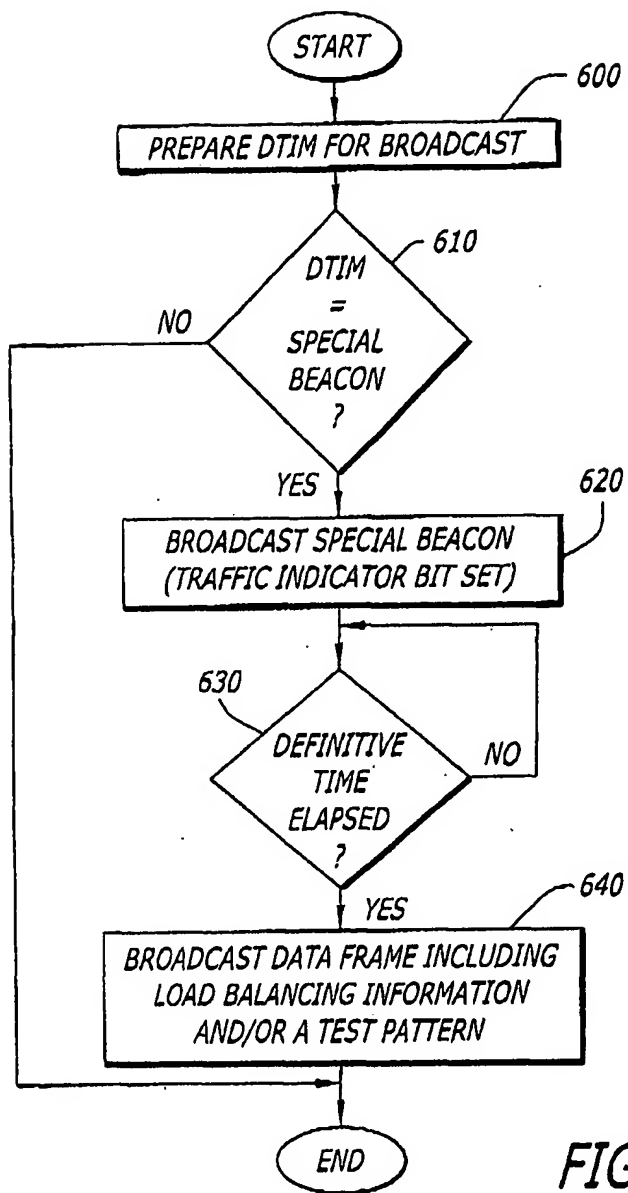 START
600
PREPARE DTIM FOR BROADCAST
610
DTIM
=
SPECIAL
BEACON
?
NO
YES
620
BROADCAST SPECIAL BEACON
(TRAFFIC INDICATOR BIT SET)
630
DEFINITIVE
TIME
ELAPSED
?
NO
YES
640
BROADCAST DATA FRAME INCLUDING
LOAD BALANCING INFORMATION
AND/OR A TEST PATTERN
END
FIG